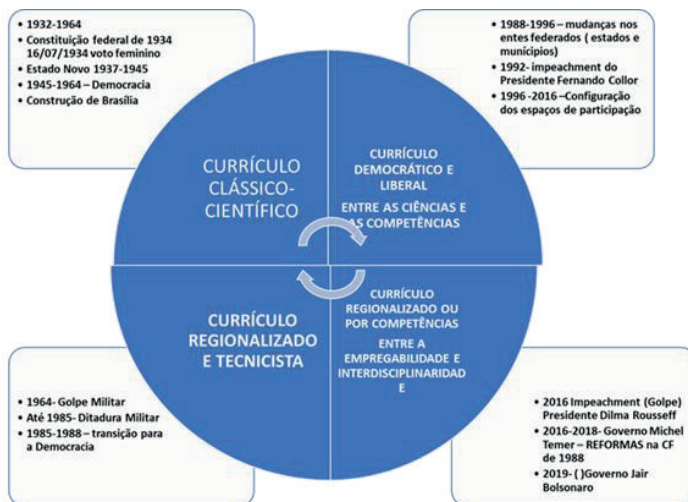 • 1932-1964
• Constituição federal de 1934
16/07/1934 voto feminino
• Estado Novo 1937-1945
• 1945-1964 – Democracia
• Construção de Brasília
• 1988-1996 – mudanças nos
entes federados ( estados e
munícipios)
• 1992- impeachment do
Presidente Fernando Collor
• 1996 -2016 –Configuração
dos espaços de participação
CURRÍCULO
CLÁSSICO-
CIENTÍFICO
CURRÍCULO
DEMOCRÁTICO E
LIBERAL
ENTRE AS CIÊNCIAS E
AS COMPETÊNCIAS
CURRÍCULO
REGIONALIZADO
E TECNICISTA
CURRÍCULO
REGIONALIZADO OU
POR COMPETÊNCIAS
ENTRE A
EMPREGABILIDADE E
INTERDISCIPLINARIDAD
E
• 1964- Golpe Militar
• Até 1985- Ditadura Militar
• 1985-1988 – transição para
a Democracia
• 2016 Impeachment (Golpe)
Presidente Dilma Rousseff
• 2016-2018- Governo Michel
Temer – REFORMAS na CF
de 1988
• 2019- ( )Governo Jair
Bolsonaro